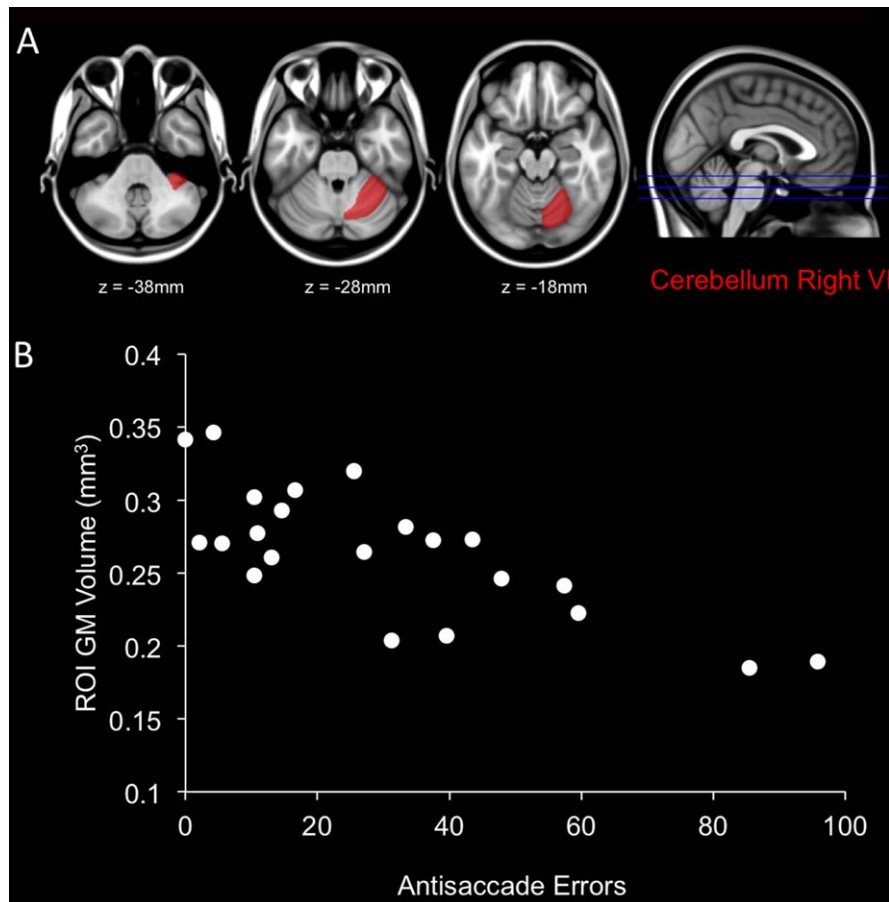 A
z = -38mm
z = -28mm
z = -18mm
Cerebellum Right VI
B
ROI GM Volume (mm³)
0.4
0.35
0.3
0.25
0.2
0.15
0.1
0 20 40 60 80 100
Antisaccade Errors